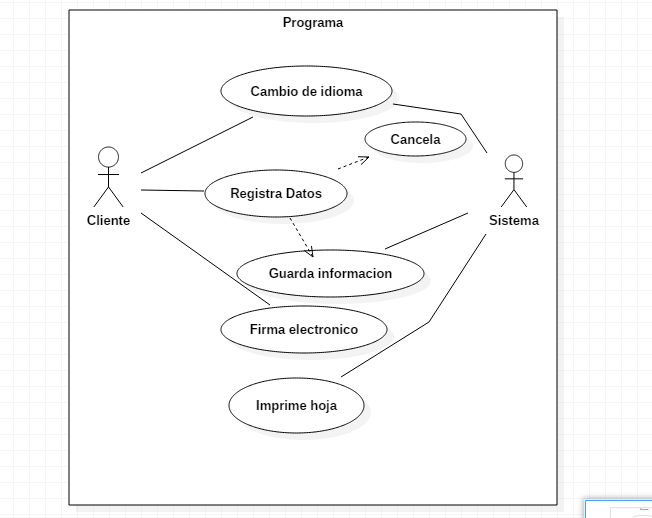 Programa
Cambio de idioma
Cancela
Registra Datos
Cliente
Sistema
Guarda informacion
Firma electronico
Imprime hoja